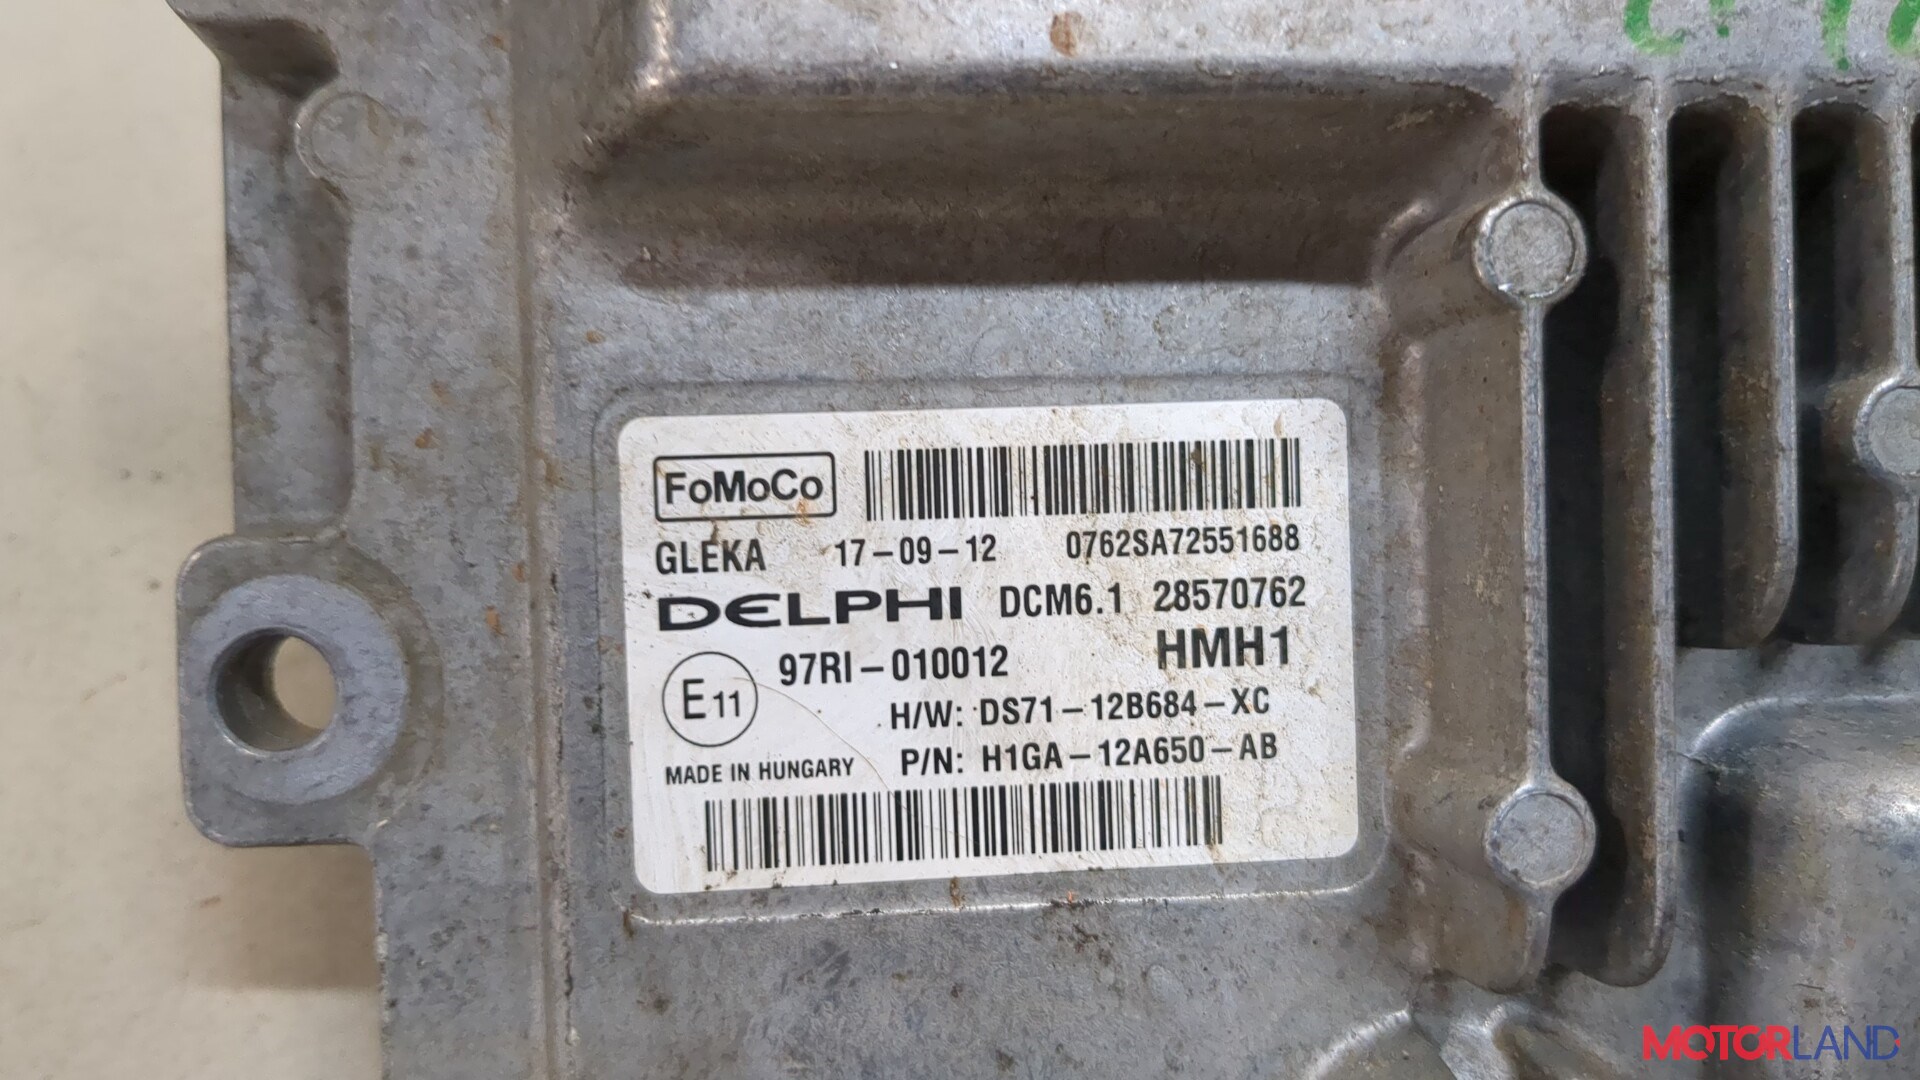 FoMoCo
GLEKA 17-09-12 0762SA72551688
DELPHI DCM6.1 28570762
E11 97RI-010012 HMH1
H/W: DS71-12B684-XC
MADE IN HUNGARY P/N: H1GA-12A650-AB
MOTORLAND